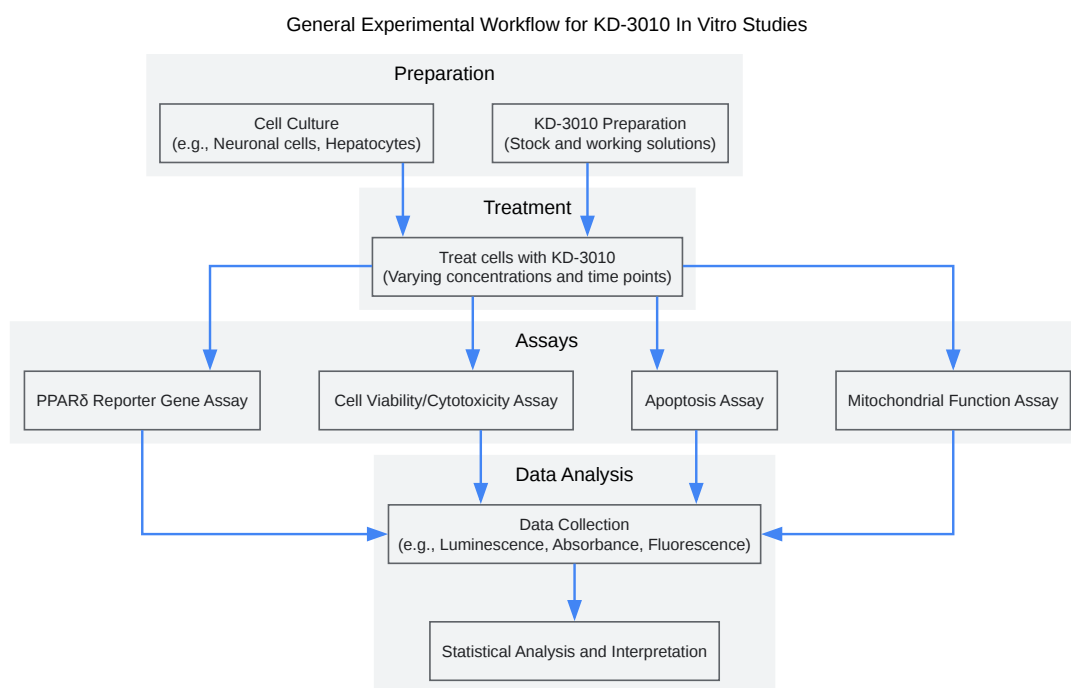 General Experimental Workflow for KD-3010 In Vitro Studies
Preparation
Cell Culture
(e.g., Neuronal cells, Hepatocytes)
KD-3010 Preparation
(Stock and working solutions)
Treatment
Treat cells with KD-3010
(Varying concentrations and time points)
Assays
PPARδ Reporter Gene Assay
Cell Viability/Cytotoxicity Assay
Apoptosis Assay
Mitochondrial Function Assay
Data Analysis
Data Collection
(e.g., Luminescence, Absorbance, Fluorescence)
Statistical Analysis and Interpretation